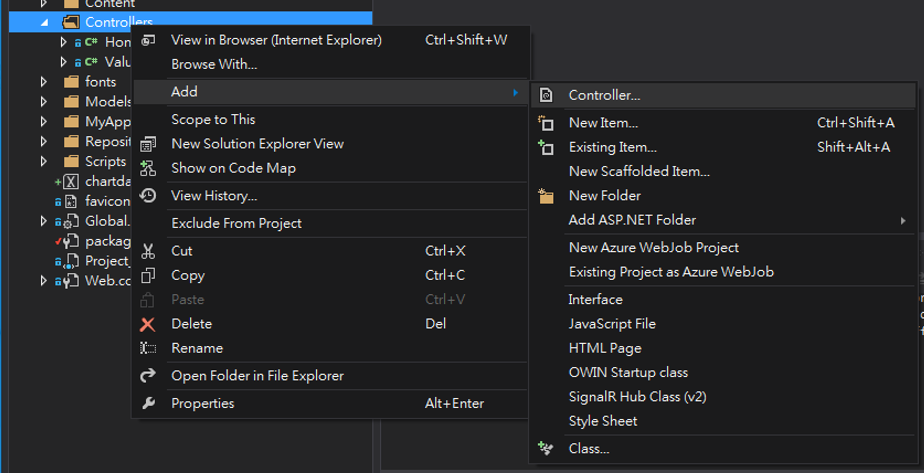 Content
Controllers
C# Hom
C# Valu
fonts
Models
MyApp
Reposit
Scripts
chartda
favicon
Global.
packag
Project_
Web.co
View in Browser (Internet Explorer) Ctrl+Shift+W
Browse With...
Add
Scope to This
New Solution Explorer View
Show on Code Map
View History...
Exclude From Project
Cut Ctrl+X
Copy Ctrl+C
Paste Ctrl+V
Delete Del
Rename
Open Folder in File Explorer
Properties Alt+Enter
Controller...
New Item... Ctrl+Shift+A
Existing Item... Shift+Alt+A
New Scaffolded Item...
New Folder
Add ASP.NET Folder
New Azure WebJob Project
Existing Project as Azure WebJob
Interface
JavaScript File
HTML Page
OWIN Startup class
SignalR Hub Class (v2)
Style Sheet
Class...